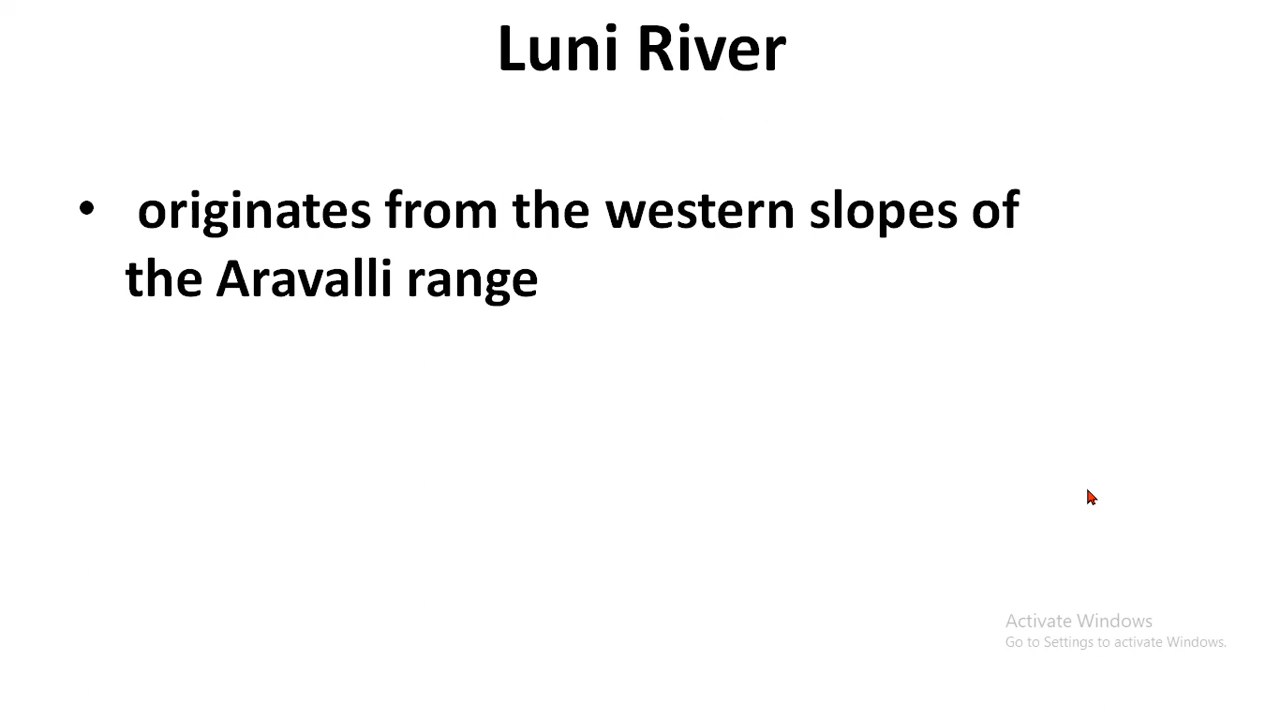 Luni River
• originates from the western slopes of
the Aravalli range
Activate Windows
Go to Settings to activate Windows.